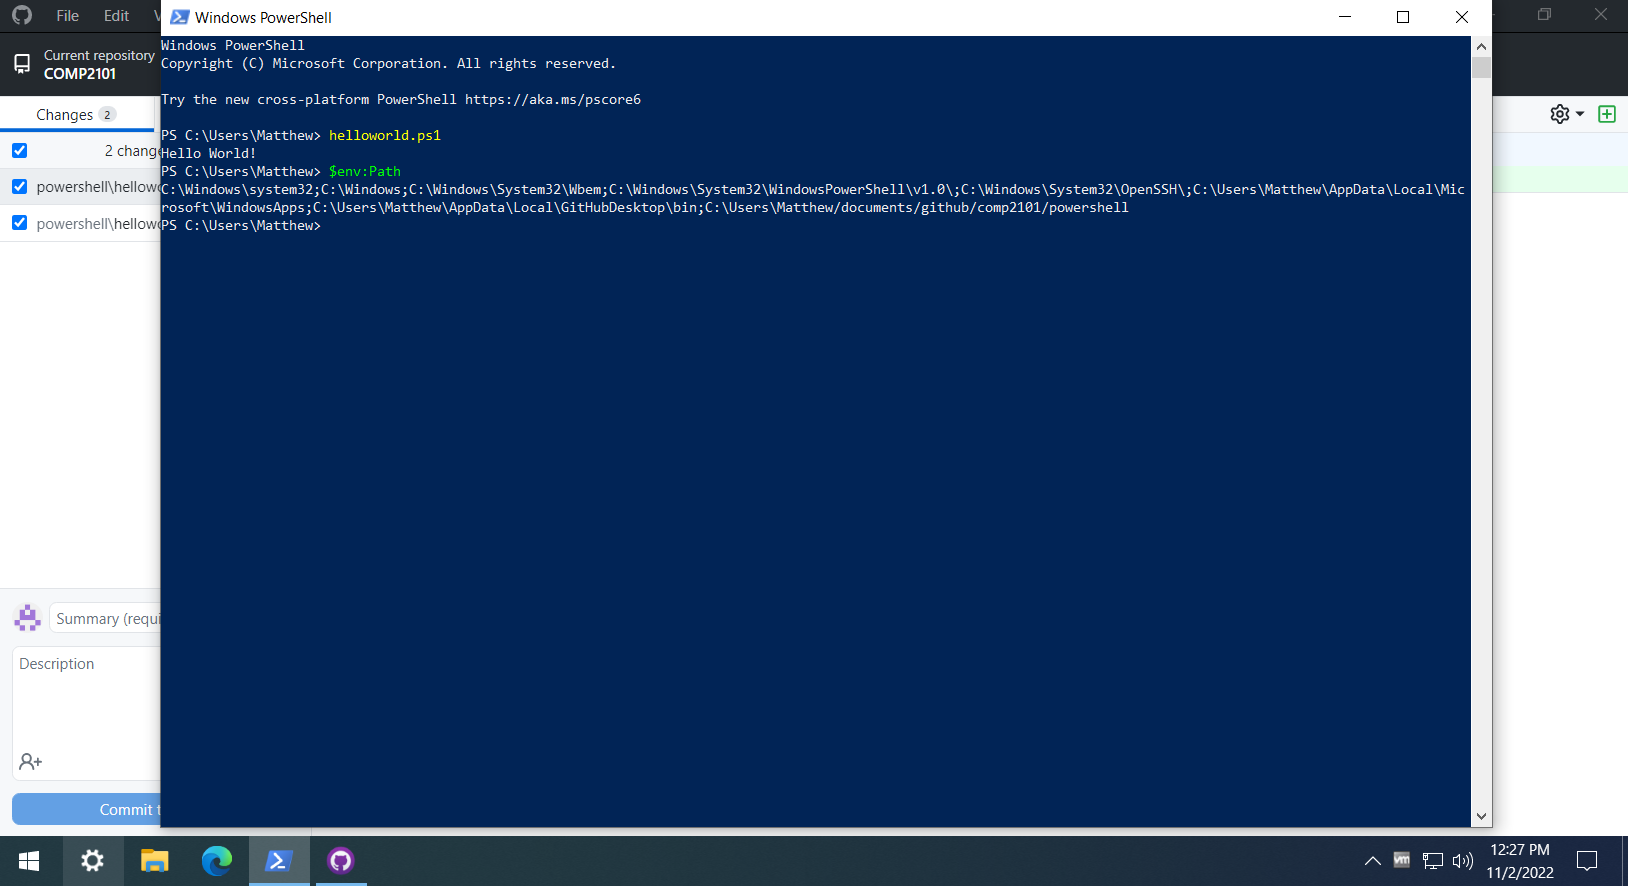 File Edit
Windows PowerShell
Current repository
COMP2101
Windows PowerShell
Copyright (C) Microsoft Corporation. All rights reserved.
Try the new cross-platform PowerShell https://aka.ms/pscore6
Changes 2
PS C:\Users\Matthew> helloworld.ps1
2 change
Hello World!
PS C:\Users\Matthew> $env:Path
powershell\hellow
C:\Windows\system32;C:\Windows;C:\Windows\System32\Wbem;C:\Windows\System32\WindowsPowerShell\v1.0\;C:\Windows\System32\OpenSSH\;C:\Users\Matthew\AppData\Local\Mic
rosoft\WindowsApps;C:\Users\Matthew\AppData\Local\GitHubDesktop\bin;C:\Users\Matthew/documents/github/comp2101/powershell
powershell\hellow
PS C:\Users\Matthew>
Summary (requi
Description
Commit t
vm
12:27 PM
11/2/2022